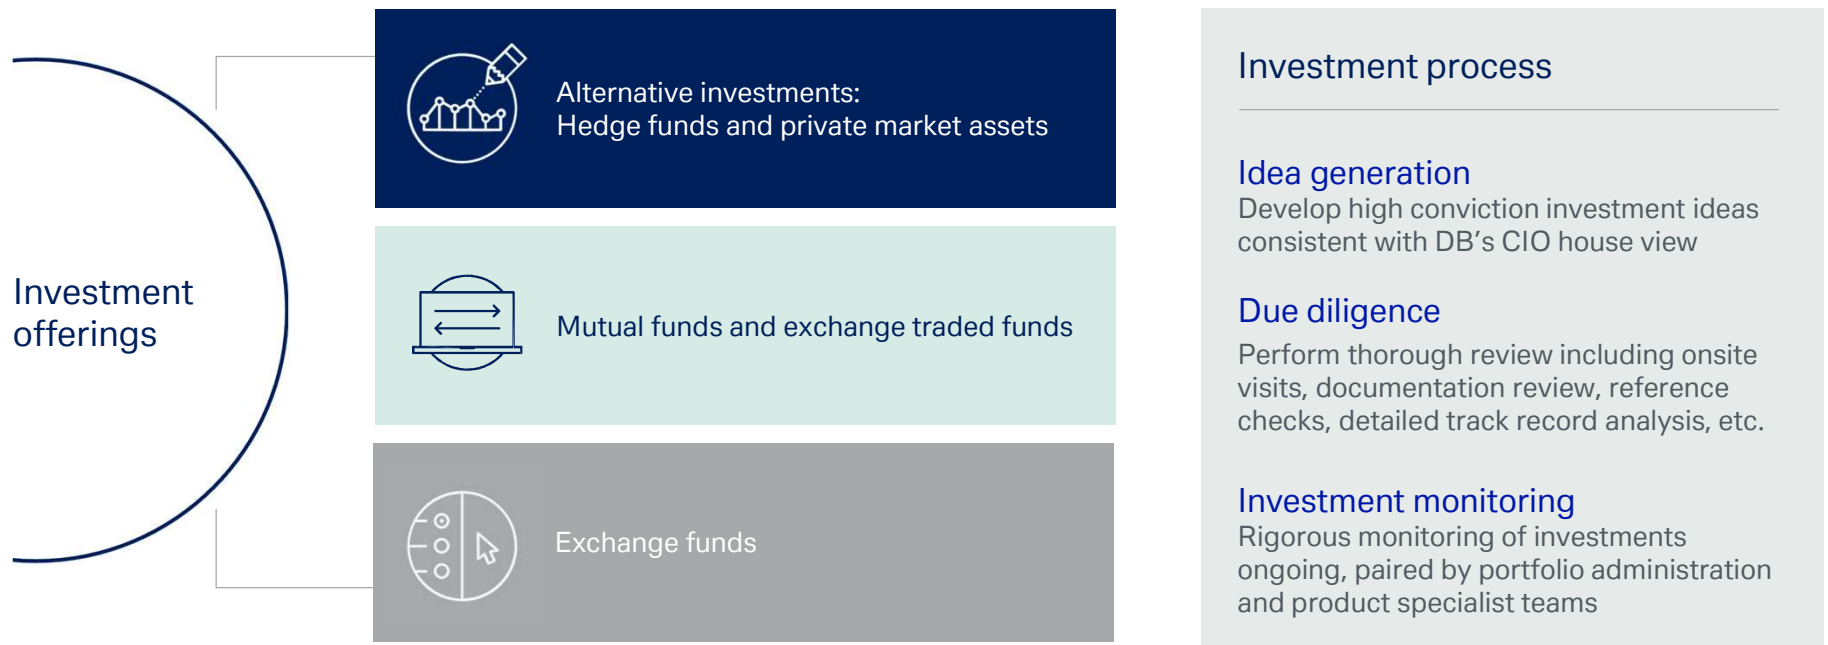 Investment
offerings
Alternative investments:
Hedge funds and private market assets
Mutual funds and exchange traded funds
Exchange funds
Investment process
Idea generation
Develop high conviction investment ideas
consistent with DB’s CIO house view
Due diligence
Perform thorough review including onsite
visits, documentation review, reference
checks, detailed track record analysis, etc.
Investment monitoring
Rigorous monitoring of investments
ongoing, paired by portfolio administration
and product specialist teams